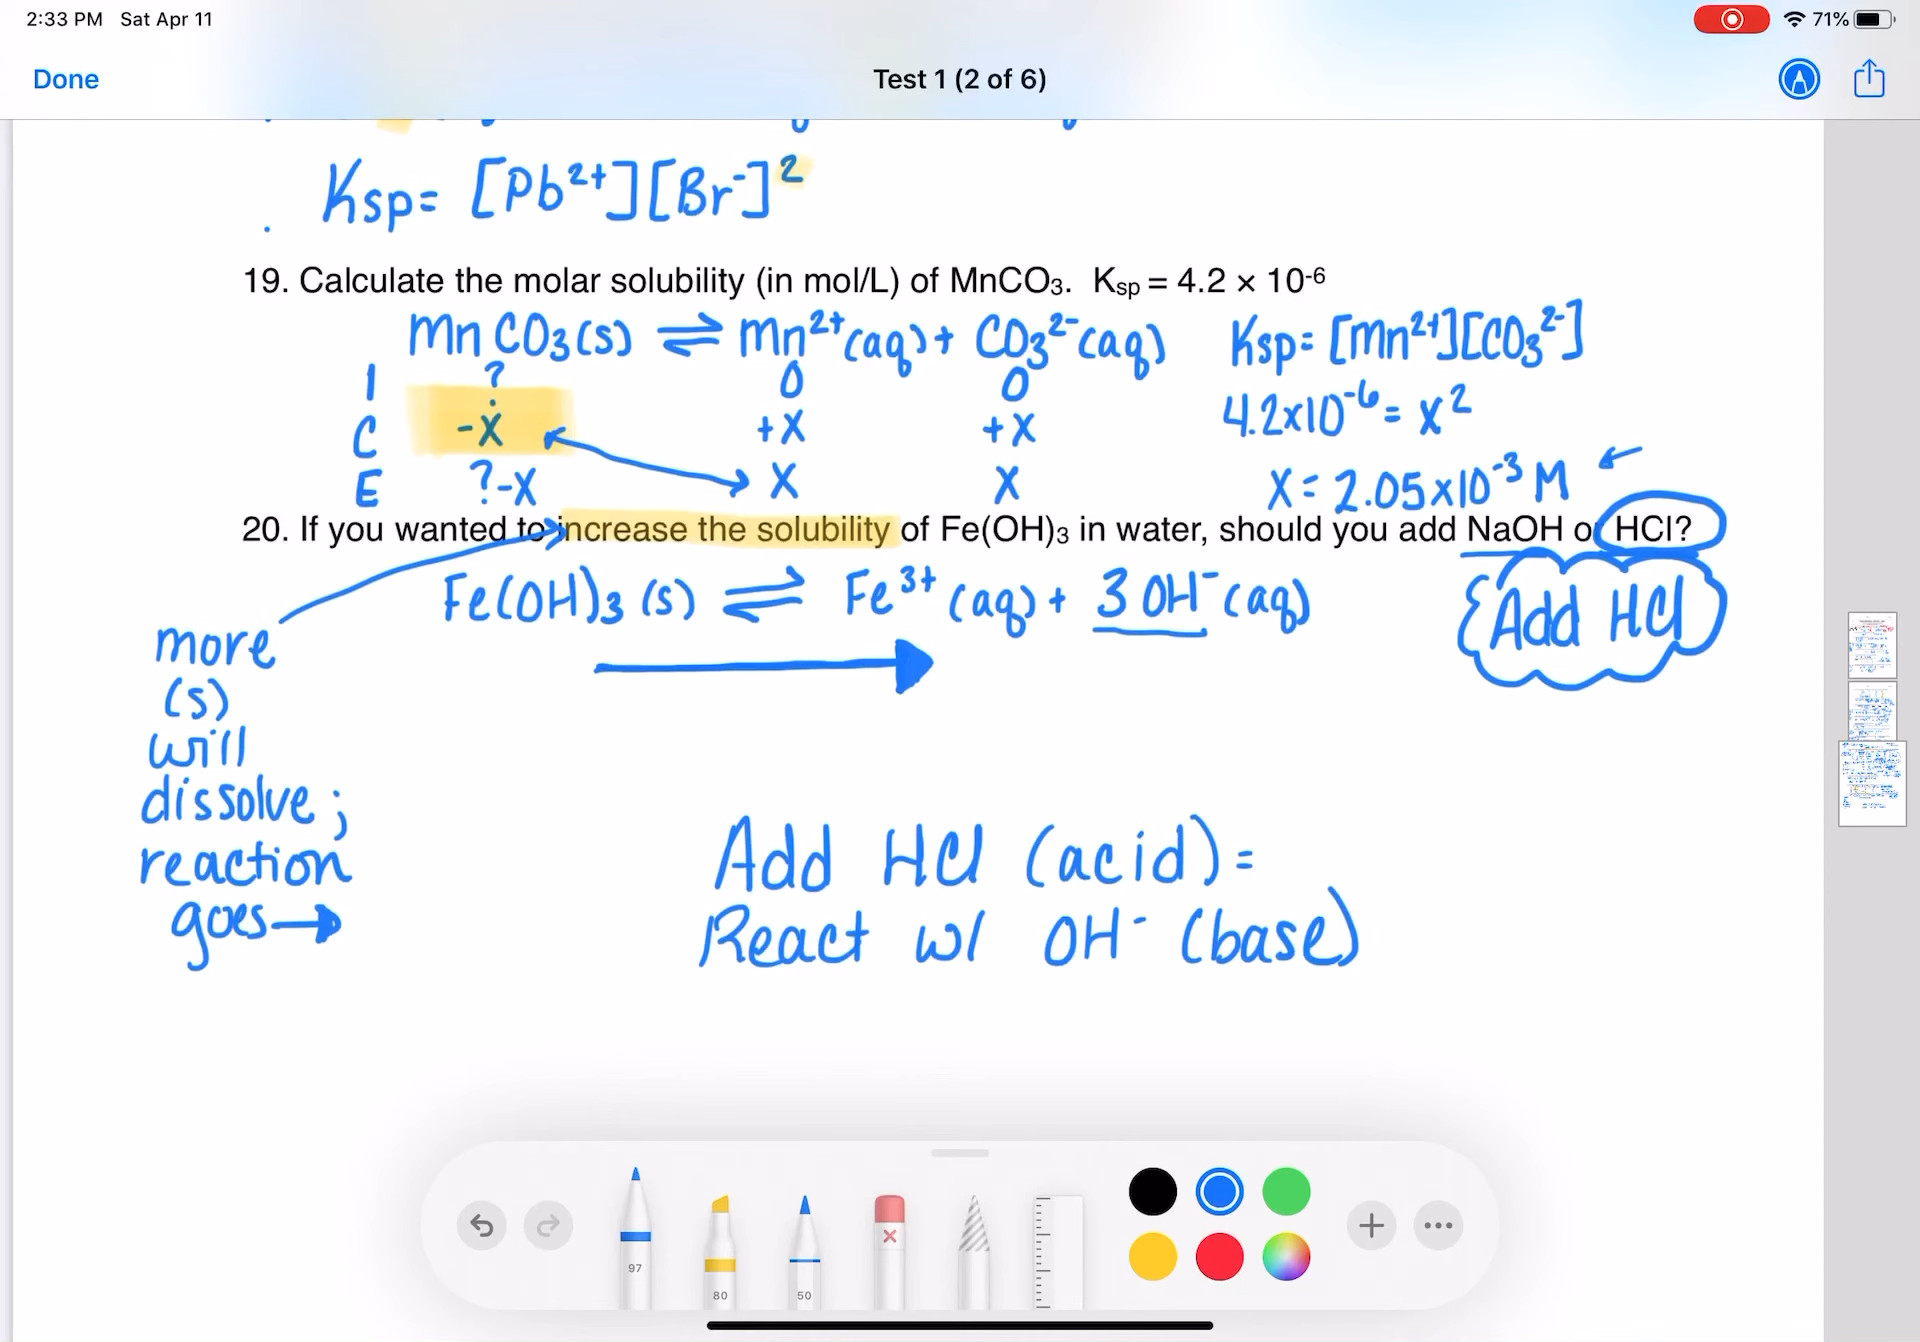 2:33 PM Sat Apr 11
71%
Done
Test 1 (2 of 6)
Ksp= [Pb²⁺][Br⁻]²
19. Calculate the molar solubility (in mol/L) of MnCO₃. Kₛₚ = 4.2 × 10⁻⁶
MnCO₃(s) ⇌ Mn²⁺(aq) + CO₃²⁻(aq) Ksp= [Mn²⁺][CO₃²⁻]
I ? 0 0
4.2x10⁻⁶ = X²
C -X +X +X
E ?-X X X
X = 2.05x10⁻³ M ←
20. If you wanted to increase the solubility of Fe(OH)₃ in water, should you add NaOH or HCl?
Fe(OH)₃ (s) ⇌ Fe³⁺ (aq) + 3 OH⁻ (aq)
{Add HCl}
more
(s)
will
dissolve;
reaction
goes→
Add HCl (acid) =
React w/ OH⁻ (base)
97
80
50